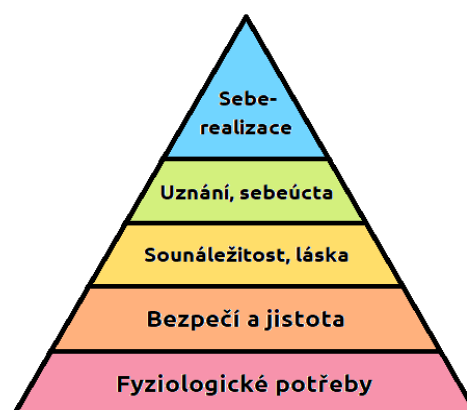 Sebe-
realizace
Uznání, sebeúcta
Sounáležitost, láska
Bezpečí a jistota
Fyziologické potřeby